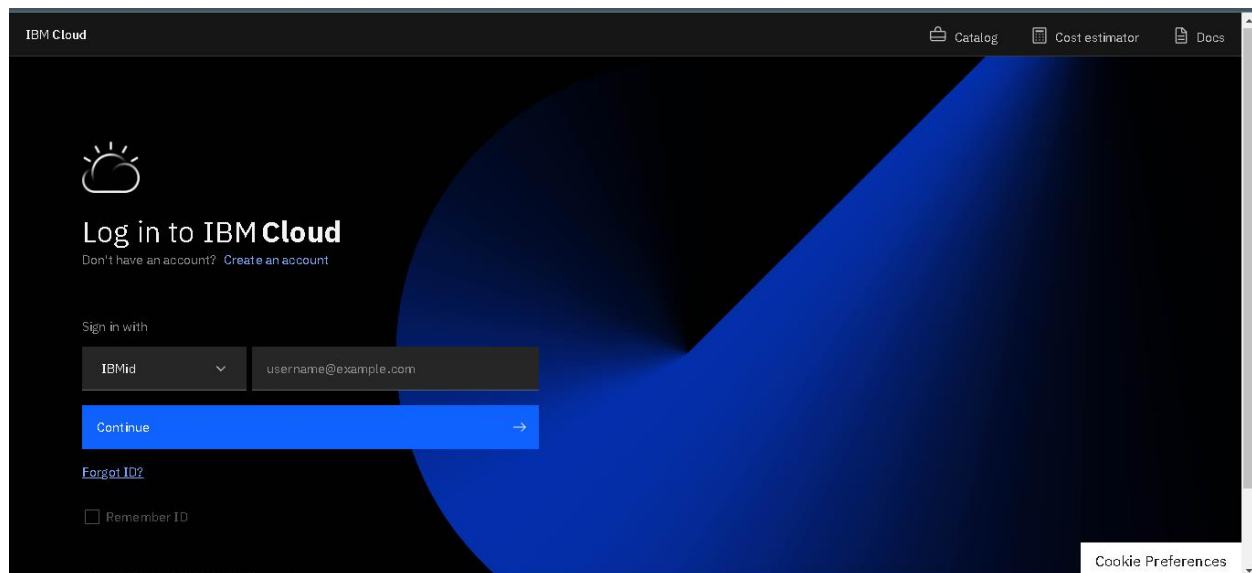 IBM Cloud
Catalog
Cost estimator
Docs
Log in to IBM Cloud
Don't have an account? Create an account
Sign in with
IBMid
username@example.com
Continue
Forgot ID?
Remember ID
Cookie Preferences